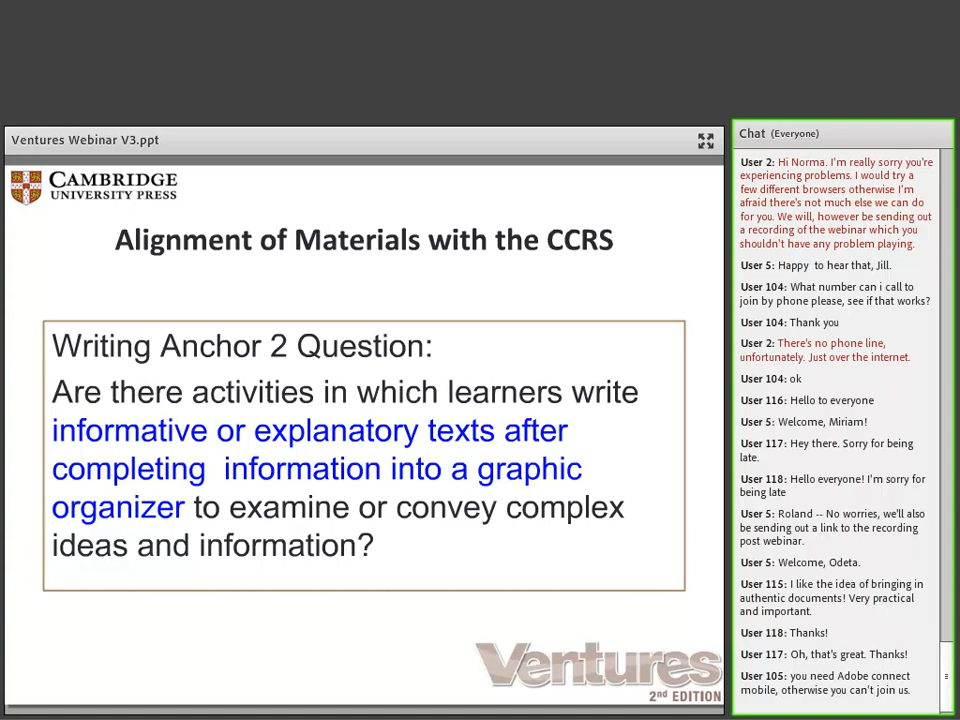 Ventures Webinar V3.ppt
CAMBRIDGE
UNIVERSITY PRESS
Alignment of Materials with the CCRS
Writing Anchor 2 Question:
Are there activities in which learners write
informative or explanatory texts after
completing  information into a graphic
organizer to examine or convey complex
ideas and information?
Ventures
2nd EDITION
Chat (Everyone)
User 2: Hi Norma. I'm really sorry you're
experiencing problems. I would try a
few different browsers otherwise I'm
afraid there's not much else we can do
for you. We will, however be sending out
a recording of the webinar which you
shouldn't have any problem playing.
User 5: Happy  to hear that, Jill.
User 104: What number can i call to
join by phone please, see if that works?
User 104: Thank you
User 2: There's no phone line,
unfortunately. Just over the internet.
User 104: ok
User 116: Hello to everyone
User 5: Welcome, Miriam!
User 117: Hey there. Sorry for being
late.
User 118: Hello everyone! I'm sorry for
being late
User 5: Roland -- No worries, we'll also
be sending out a link to the recording
post webinar.
User 5: Welcome, Odeta.
User 115: I like the idea of bringing in
authentic documents! Very practical
and important.
User 118: Thanks!
User 117: Oh, that's great. Thanks!
User 105: you need Adobe connect
mobile, otherwise you can't join us.